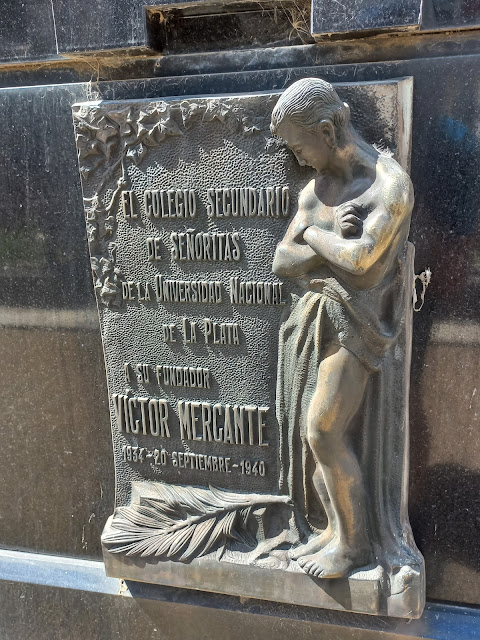 EL COLEGIO SECUNDARIO
DE SEÑORITAS
DE LA UNIVERSIDAD NACIONAL
DE LA PLATA
A SU FUNDADOR
VÍCTOR MERCANTE
1934-20 SEPTIEMBRE-1940